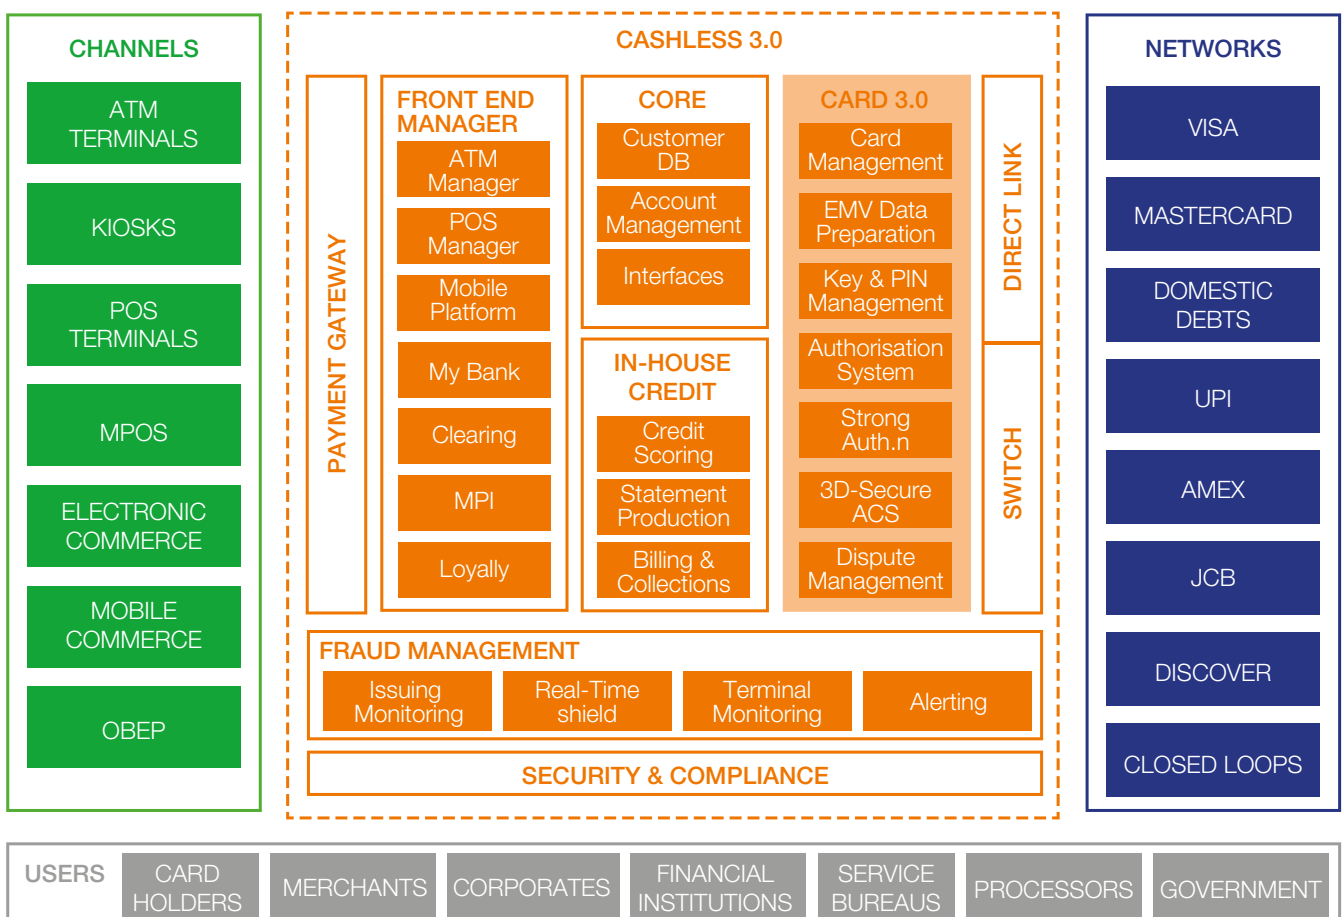 CHANNELS
ATM
TERMINALS
KIOSKS
POS
TERMINALS
MPOS
ELECTRONIC
COMMERCE
MOBILE
COMMERCE
OBEP
CASHLESS 3.0
PAYMENT GATEWAY
FRONT END
MANAGER
ATM
Manager
POS
Manager
Mobile
Platform
My Bank
Clearing
MPI
Loyally
CORE
Customer
DB
Account
Management
Interfaces
IN-HOUSE
CREDIT
Credit
Scoring
Statement
Production
Billing &
Collections
CARD 3.0
Card
Management
EMV Data
Preparation
Key & PIN
Management
Authorisation
System
Strong
Auth.n
3D-Secure
ACS
Dispute
Management
DIRECT LINK
SWITCH
FRAUD MANAGEMENT
Issuing
Monitoring
Real-Time
shield
Terminal
Monitoring
Alerting
SECURITY & COMPLIANCE
NETWORKS
VISA
MASTERCARD
DOMESTIC
DEBTS
UPI
AMEX
JCB
DISCOVER
CLOSED LOOPS
USERS
CARD
HOLDERS
MERCHANTS
CORPORATES
FINANCIAL
INSTITUTIONS
SERVICE
BUREAUS
PROCESSORS
GOVERNMENT